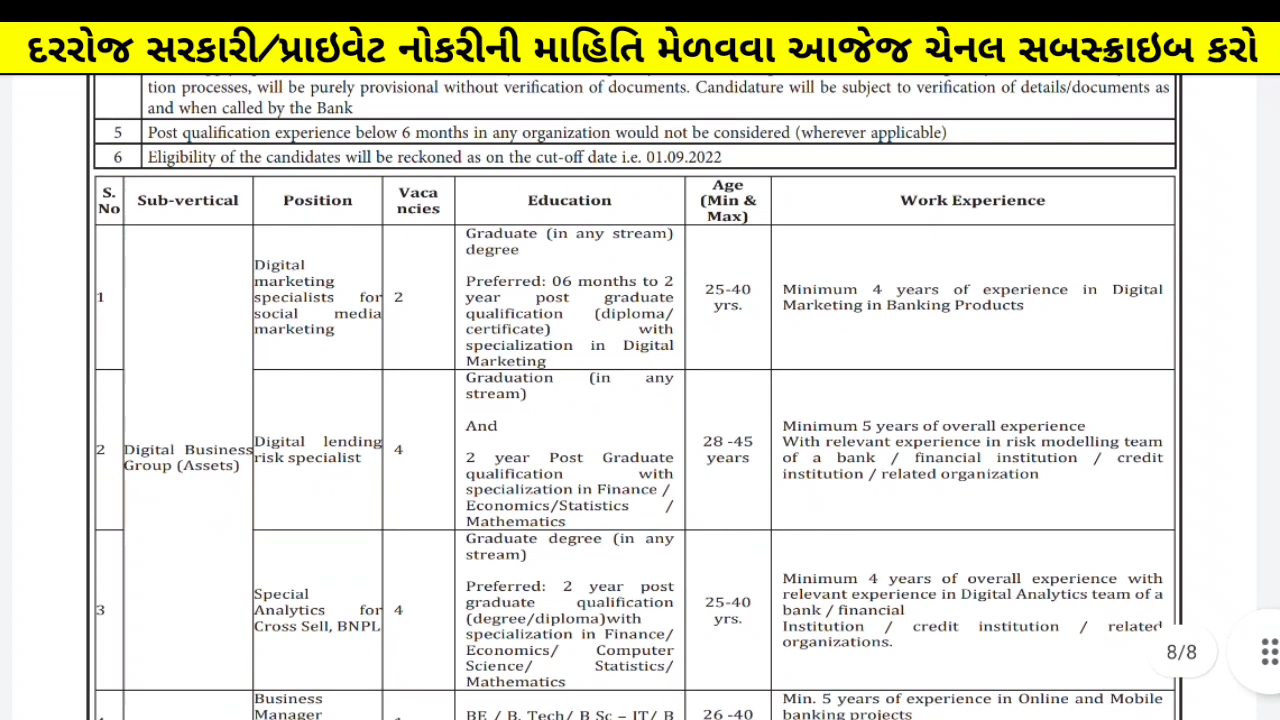 દરરોજ સરકારી/પ્રાઇવેટ નોકરીની માહિતિ મેળવવા આજેજ ચેનલ સબસ્ક્રાઇબ કરો
tion processes, will be purely provisional without verification of documents. Candidature will be subject to verification of details/documents as
and when called by the Bank
5 Post qualification experience below 6 months in any organization would not be considered (wherever applicable)
6 Eligibility of the candidates will be reckoned as on the cut-off date i.e. 01.09.2022
S. No
Sub-vertical
Position
Vaca
ncies
Education
Age
(Min &
Max)
Work Experience
1
Digital
marketing
specialists for
social media
marketing
2
Graduate (in any stream)
degree
Preferred: 06 months to 2
year post graduate
qualification (diploma/
certificate) with
specialization in Digital
Marketing
25-40
yrs.
Minimum 4 years of experience in Digital
Marketing in Banking Products
2
Digital Business
Group (Assets)
Digital lending
risk specialist
4
Graduation (in any
stream)
And
2 year Post Graduate
qualification with
specialization in Finance /
Economics/Statistics /
Mathematics
28 -45
years
Minimum 5 years of overall experience
With relevant experience in risk modelling team
of a bank / financial institution / credit
institution / related organization
3
Special
Analytics for
Cross Sell, BNPL
4
Graduate degree (in any
stream)
Preferred: 2 year post
graduate qualification
(degree/diploma)with
specialization in Finance/
Economics/ Computer
Science/ Statistics/
Mathematics
25-40
yrs.
Minimum 4 years of overall experience with
relevant experience in Digital Analytics team of a
bank / financial
Institution / credit institution / related
organizations.
8/8
Business
Manager
BE / B. Tech/ B Sc – IT/ B
26 -40
Min. 5 years of experience in Online and Mobile
banking projects